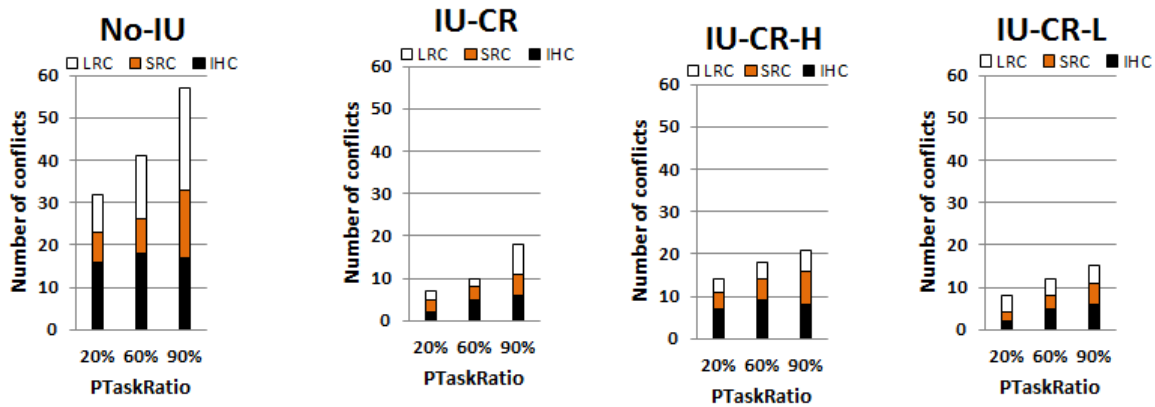 No-IU
LRC SRC IHC
Number of conflicts
60
50
40
30
20
10
0
20% 60% 90%
PTaskRatio
IU-CR
LRC SRC IHC
Number of conflicts
60
50
40
30
20
10
0
20% 60% 90%
PTaskRatio
IU-CR-H
LRC SRC IHC
Number of conflicts
60
50
40
30
20
10
0
20% 60% 90%
PTaskRatio
IU-CR-L
LRC SRC IHC
Number of conflicts
60
50
40
30
20
10
0
20% 60% 90%
PTaskRatio